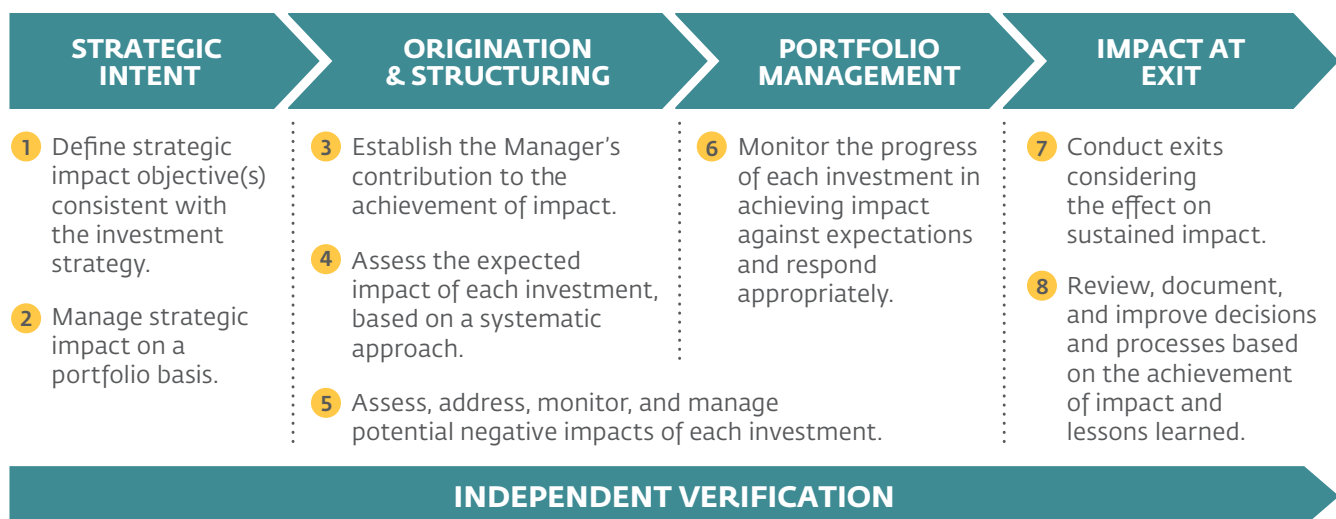 STRATEGIC
INTENT
ORIGINATION
& STRUCTURING
PORTFOLIO
MANAGEMENT
IMPACT AT
EXIT
1 Define strategic
impact objective(s)
consistent with
the investment
strategy.
2 Manage strategic
impact on a
portfolio basis.
3 Establish the Manager's
contribution to the
achievement of impact.
4 Assess the expected
impact of each investment,
based on a systematic
approach.
5 Assess, address, monitor, and manage
potential negative impacts of each investment.
6 Monitor the progress
of each investment in
achieving impact
against expectations
and respond
appropriately.
7 Conduct exits
considering
the effect on
sustained impact.
8 Review, document,
and improve decisions
and processes based
on the achievement
of impact and
lessons learned.
INDEPENDENT VERIFICATION